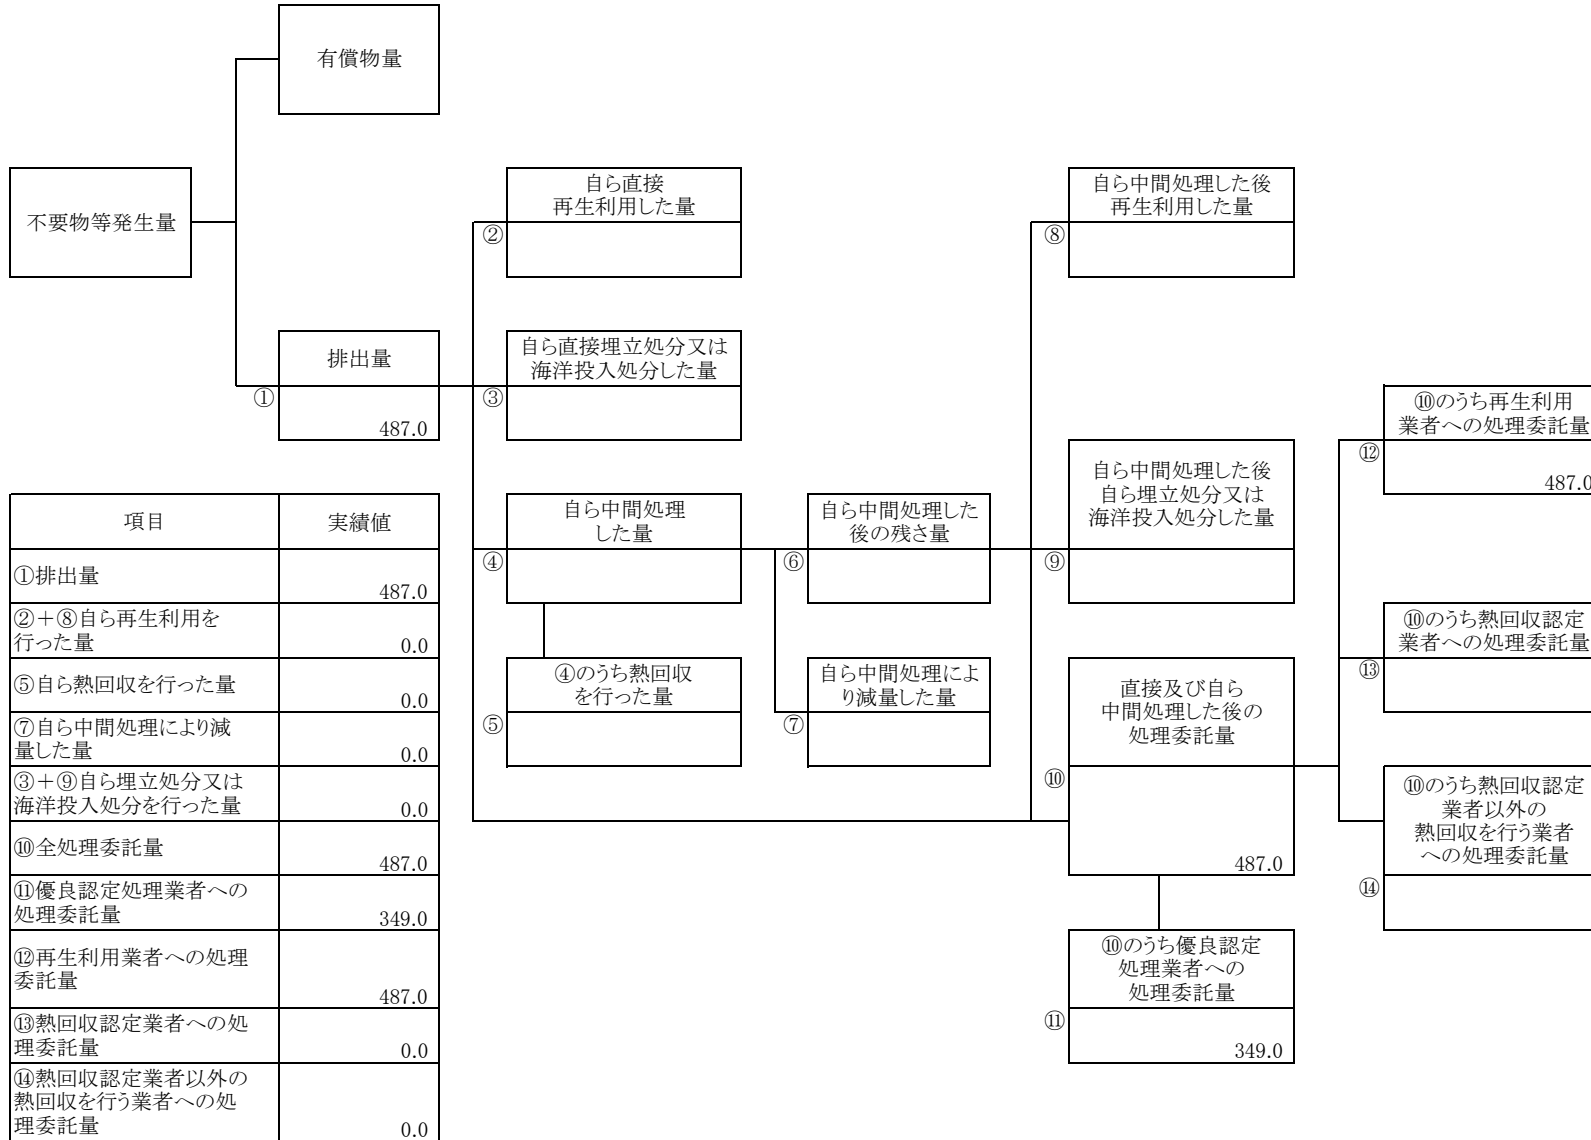 有償物量
不要物等発生量
自ら直接
再生利用した量
②
自ら中間処理した後
再生利用した量
⑧
排出量
①
487.0
自ら直接埋立処分又は
海洋投入処分した量
③
⑩のうち再生利用
業者への処理委託量
⑫
487.0
自ら中間処理した後
自ら埋立処分又は
海洋投入処分した量
⑨
自ら中間処理
した量
④
自ら中間処理した
後の残さ量
⑥
④のうち熱回収
を行った量
⑤
自ら中間処理によ
り減量した量
⑦
直接及び自ら
中間処理した後の
処理委託量
⑩
487.0
⑩のうち熱回収認定
業者への処理委託量
⑬
⑩のうち熱回収認定
業者以外の
熱回収を行う業者
への処理委託量
⑭
⑩のうち優良認定
処理業者への
処理委託量
⑪
349.0
項目 実績値
①排出量
487.0
②＋⑧自ら再生利用を
行った量 0.0
⑤自ら熱回収を行った量
0.0
⑦自ら中間処理により減
量した量 0.0
③＋⑨自ら埋立処分又は
海洋投入処分を行った量 0.0
⑩全処理委託量
487.0
⑪優良認定処理業者への
処理委託量 349.0
⑫再生利用業者への処理
委託量
487.0
⑬熱回収認定業者への処
理委託量 0.0
⑭熱回収認定業者以外の
熱回収を行う業者への処
理委託量 0.0